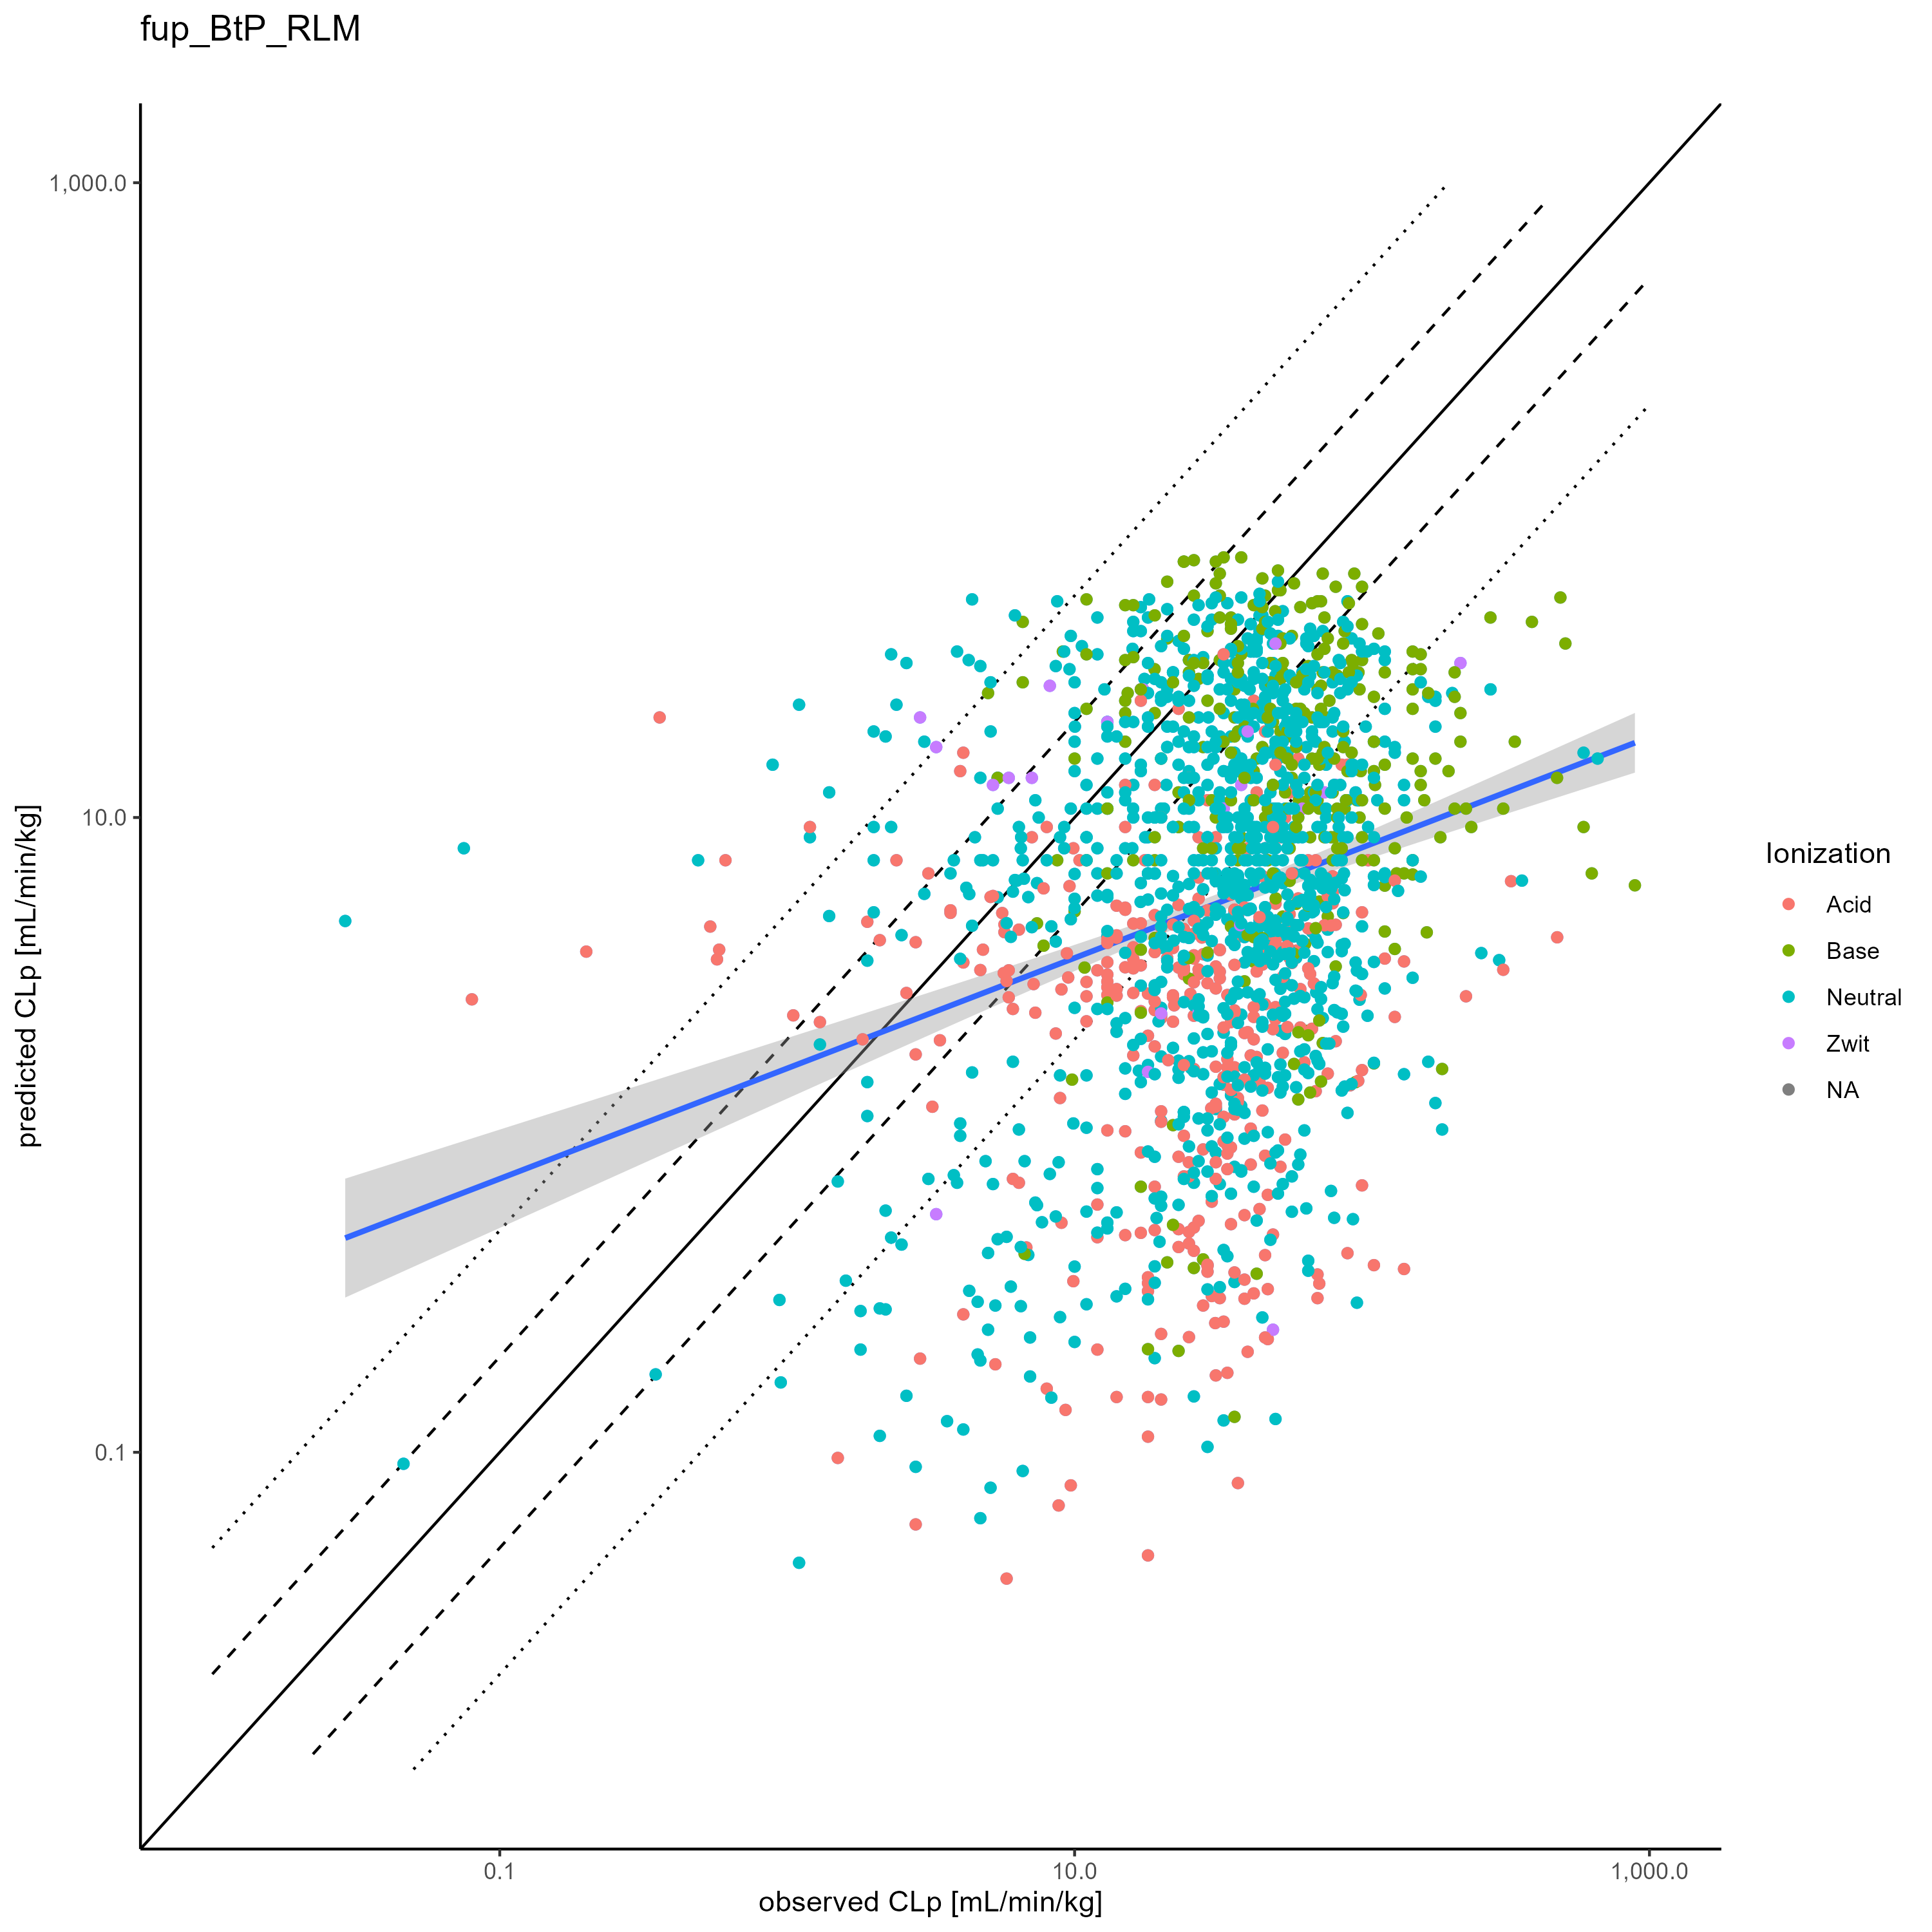 fup_BtP_RLM
predicted CLp [mL/min/kg]
1,000.0
10.0
0.1
0.1
10.0
1,000.0
observed CLp [mL/min/kg]
Ionization
Acid
Base
Neutral
Zwit
NA